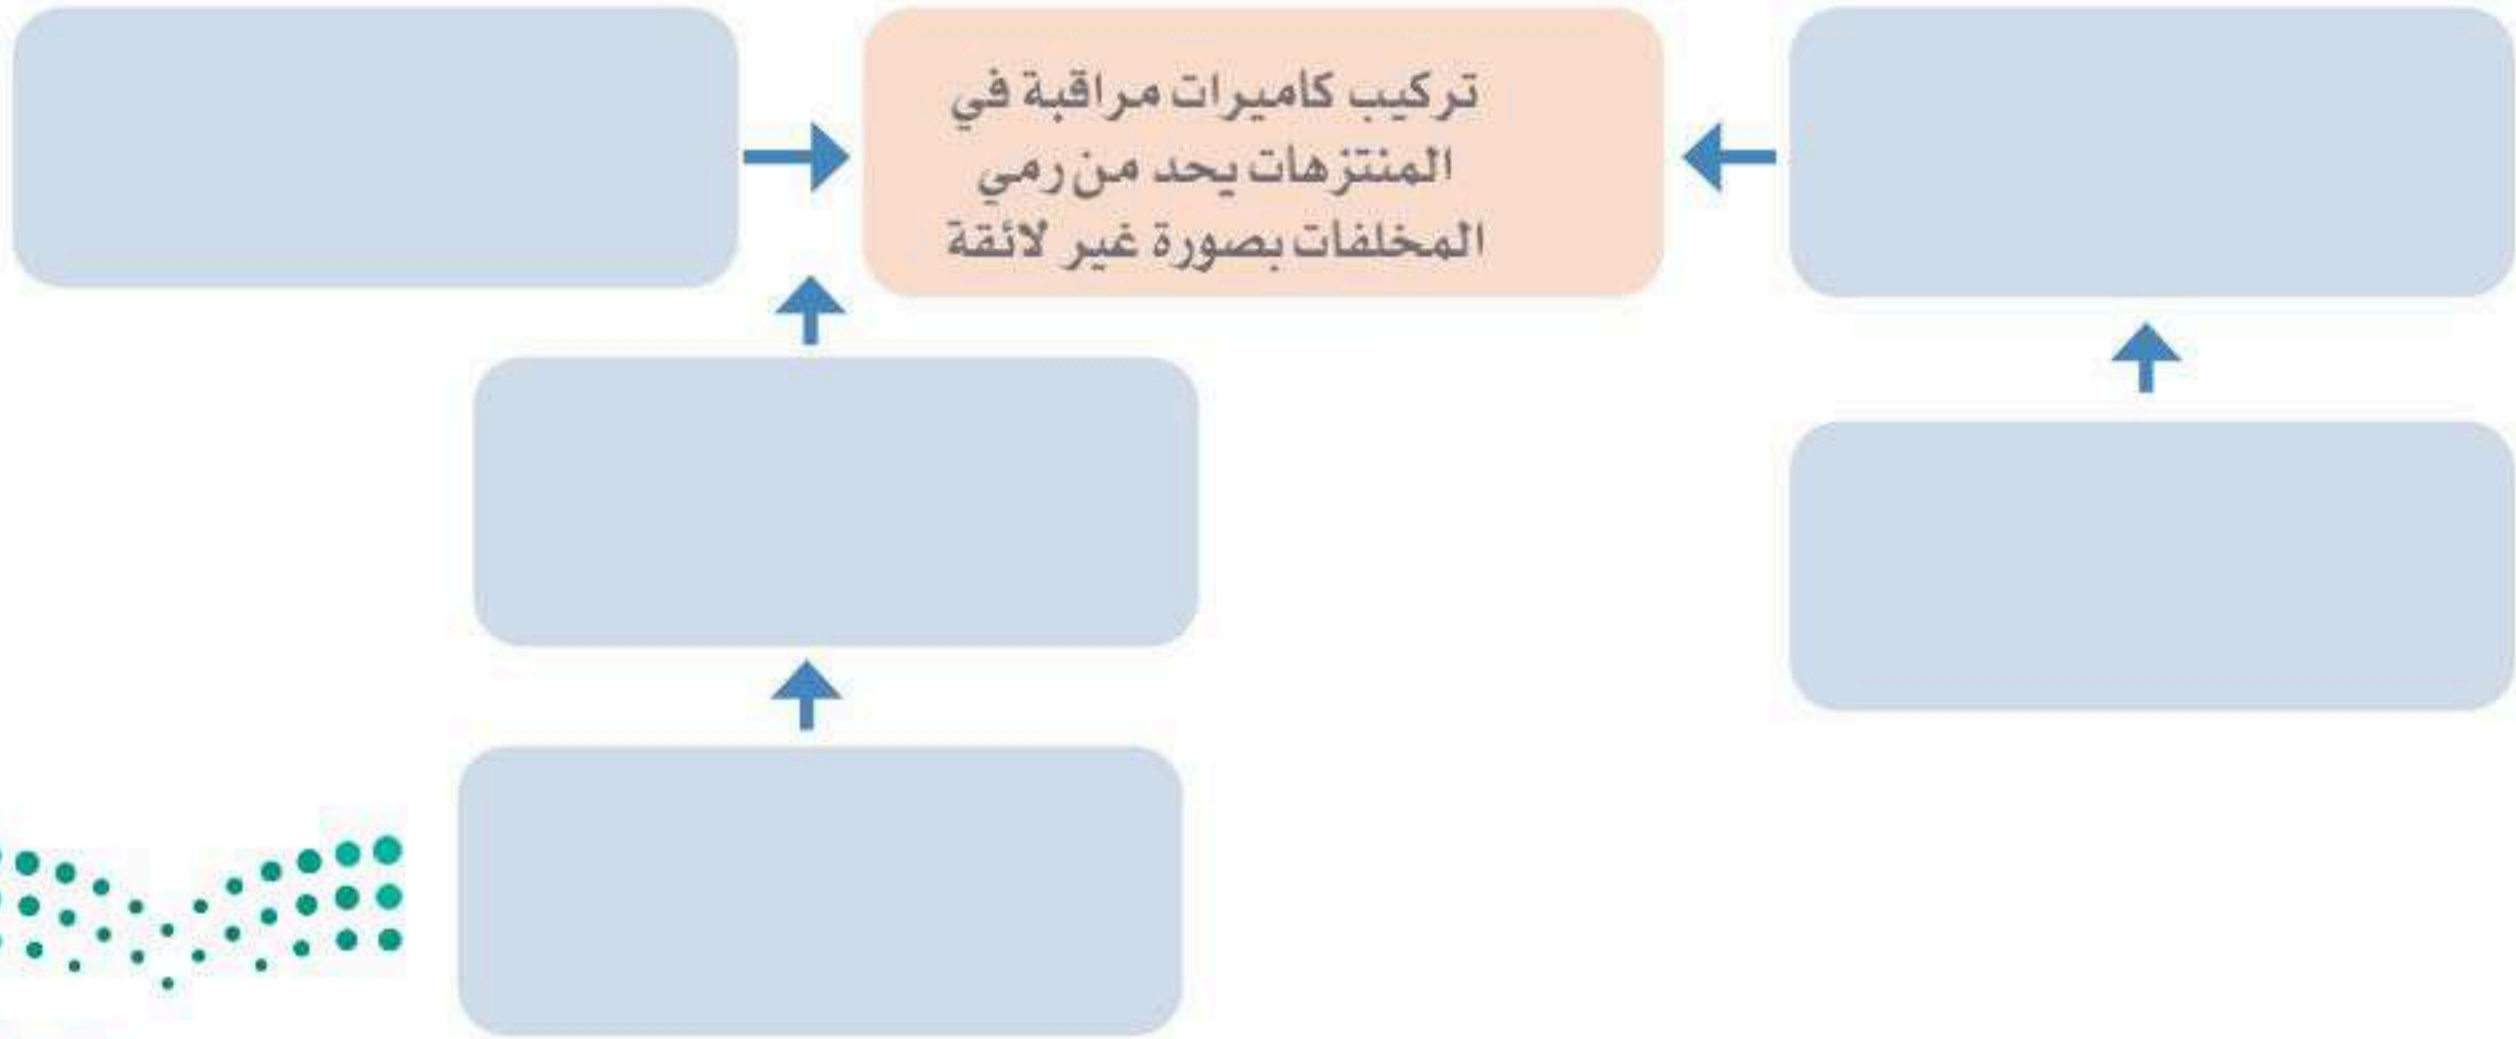 تركيب كاميرات مراقبة في
المنتزهات يحد من رمي
المخلفات بصورة غير لائقة